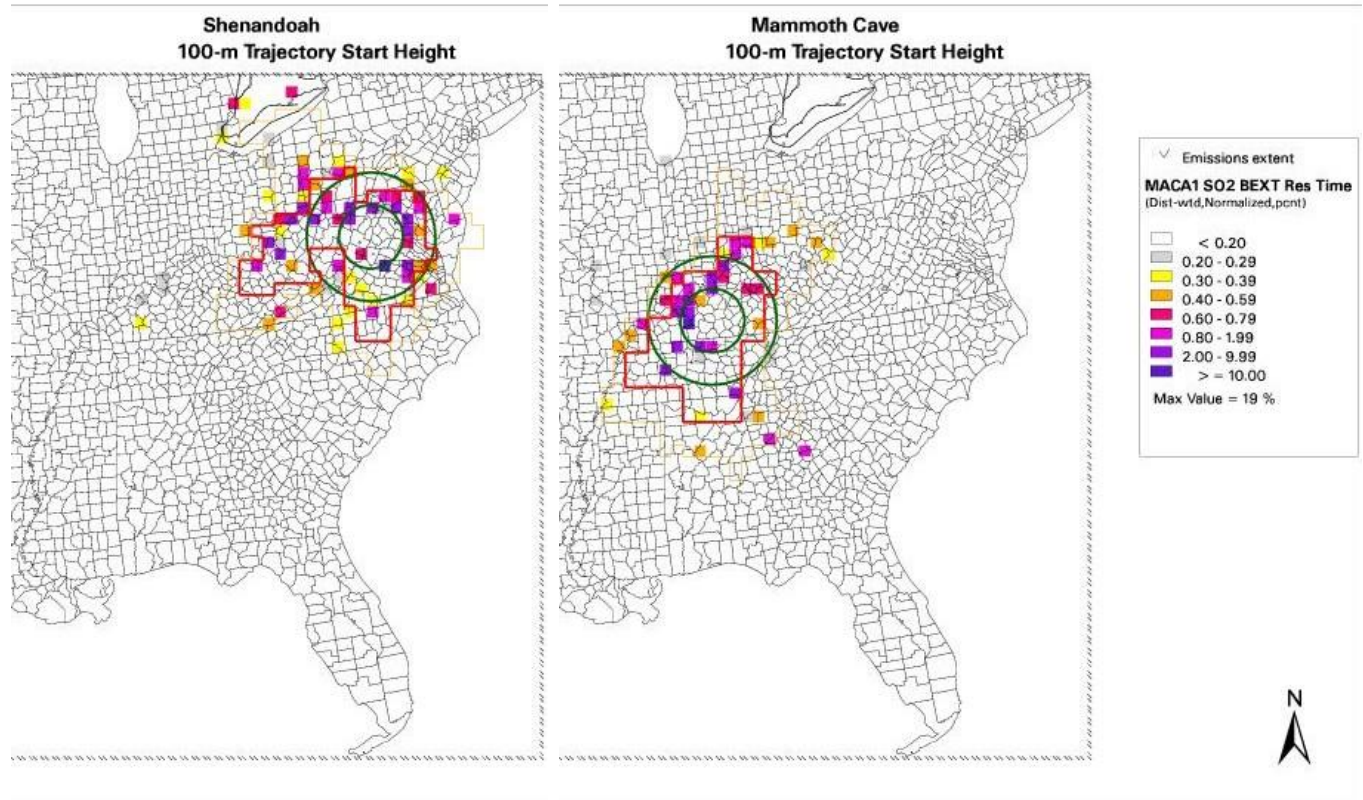 Shenandoah
100-m Trajectory Start Height
Mammoth Cave
100-m Trajectory Start Height
Emissions extent
MACA1 SO2 BEXT Res Time
(Dist-wtd,Normalized,pcnt)
< 0.20
0.20 - 0.29
0.30 - 0.39
0.40 - 0.59
0.60 - 0.79
0.80 - 1.99
2.00 - 9.99
> = 10.00
Max Value = 19 %
N